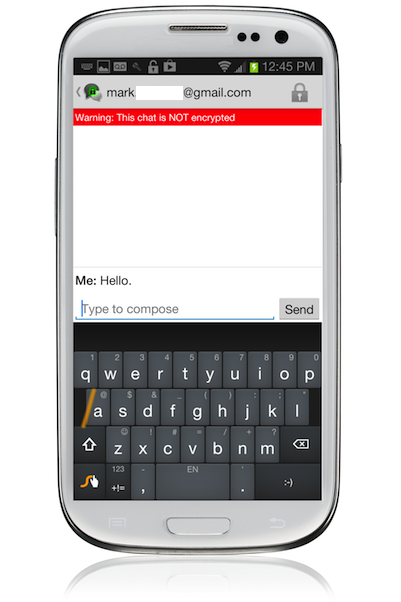 12:45 PM
mark. @gmail.com
Warning: This chat is NOT encrypted
Me: Hello.
Type to compose
Send
1 2 3 4 5 6 7 8 9 0
q w e r t y u i o p
a s d f g h j k l
z x c v b n m
123 EN
+!= , . :-)